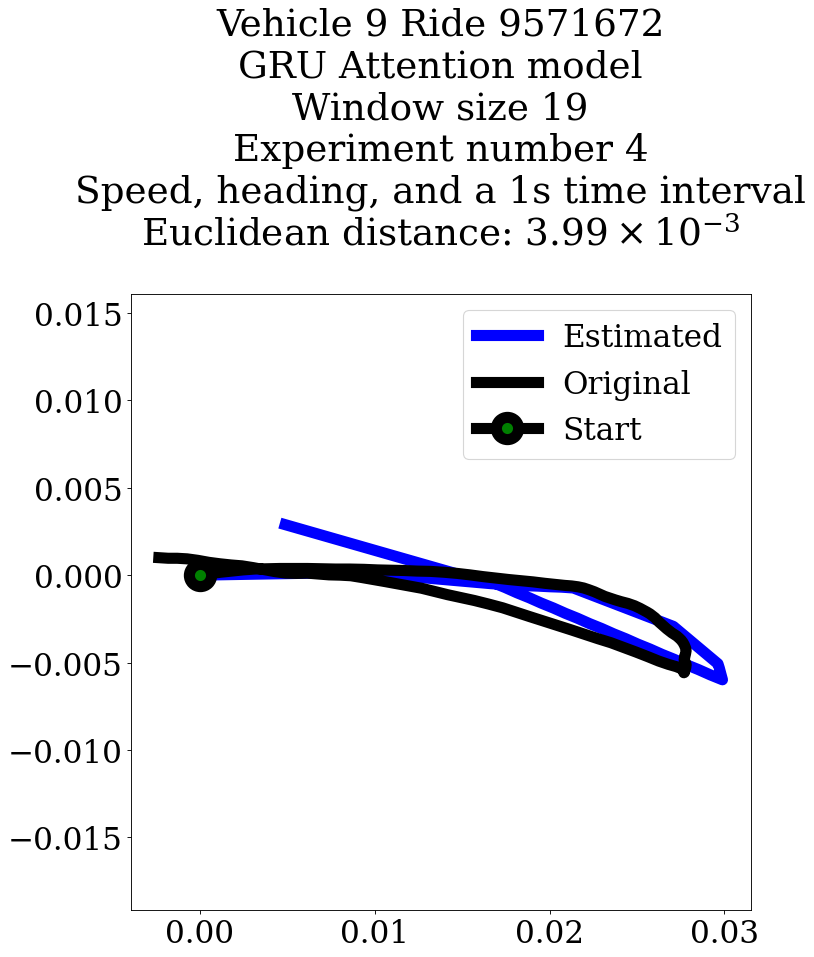 Vehicle 9 Ride 9571672
GRU Attention model
Window size 19
Experiment number 4
Speed, heading, and a 1s time interval
Euclidean distance: 3.99 × 10⁻³
Estimated
Original
Start
0.015
0.010
0.005
0.000
−0.005
−0.010
−0.015
0.00 0.01 0.02 0.03